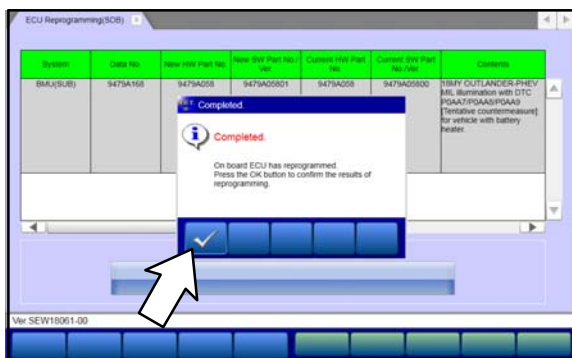 ECU Reprogramming(SDB)
System
Data No.
New HW Part No.
New SW Part No./
Ver.
Current HW Part
No.
Current SW Part
No./Ver.
Contents
BMU(SUB)
9479A168
9479A058
9479A05801
9479A058
9479A05800
18MY OUTLANDER-PHEV
MIL illumination with DTC
P0AA7/P0AA8/P0AA9
[Tentative countermeasure]
for vehicle with battery
heater.
Completed.
Completed.
On board ECU has reprogrammed.
Press the OK button to confirm the results of
reprogramming.
Ver.SEW18061-00